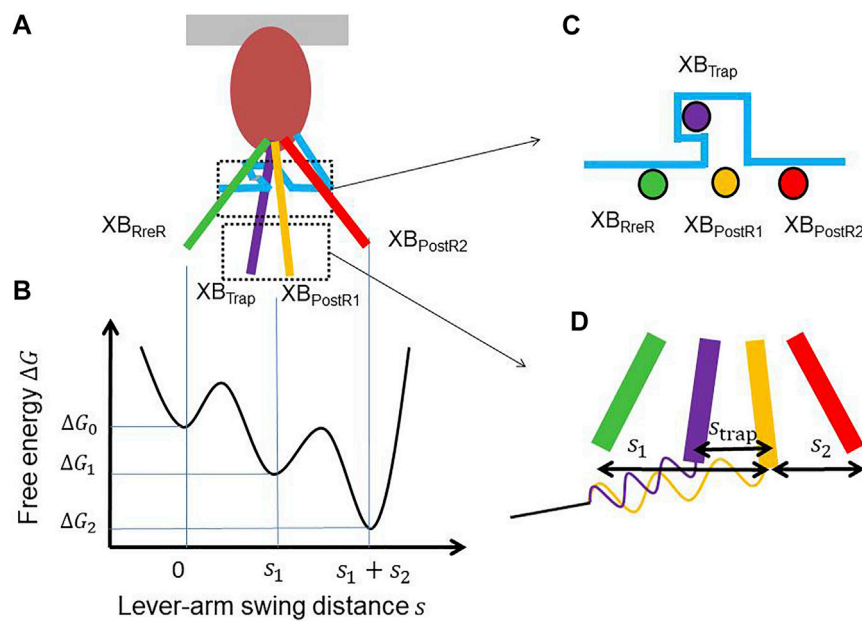 A
XB_RreR
XB_Trap
XB_PostR1
XB_PostR2
B
Free energy ΔG
ΔG_0
ΔG_1
ΔG_2
0
s_1
s_1 + s_2
Lever-arm swing distance s
C
XB_Trap
XB_RreR
XB_PostR1
XB_PostR2
D
s_1
s_trap
s_2